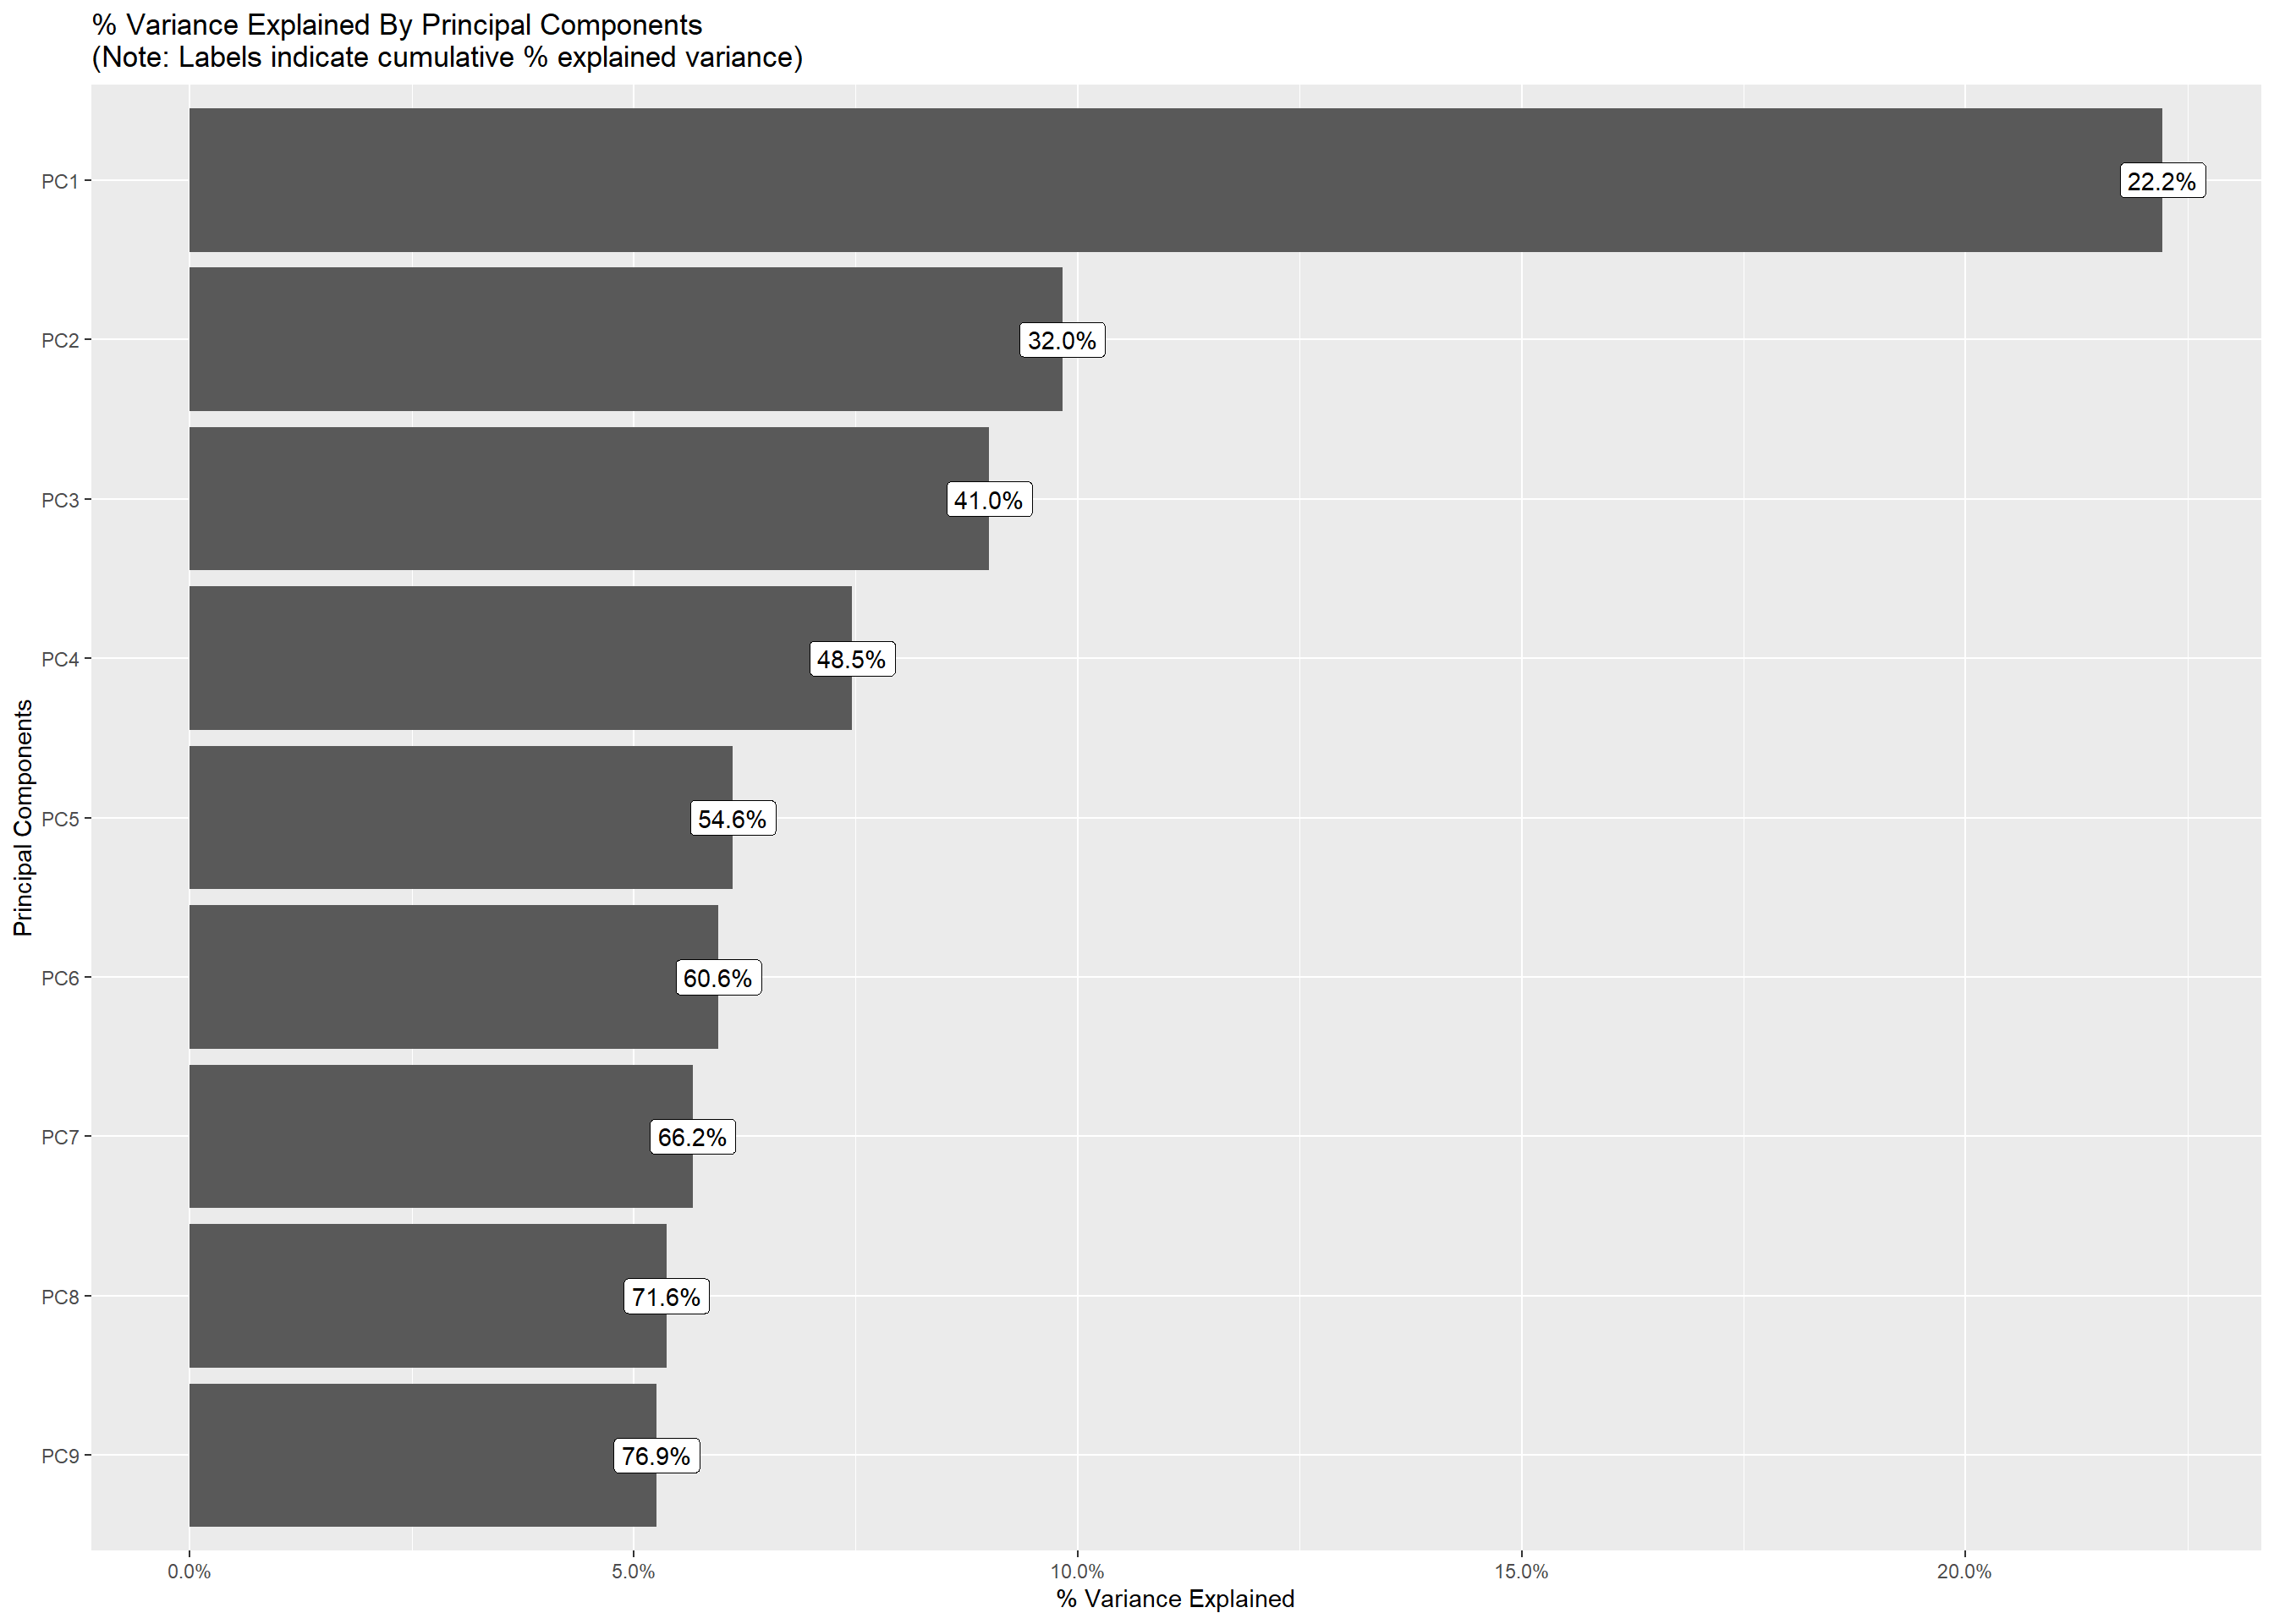 % Variance Explained By Principal Components
(Note: Labels indicate cumulative % explained variance)
Principal Components
PC1
22.2%
PC2
32.0%
PC3
41.0%
PC4
48.5%
PC5
54.6%
PC6
60.6%
PC7
66.2%
PC8
71.6%
PC9
76.9%
0.0% 5.0% 10.0% 15.0% 20.0%
% Variance Explained